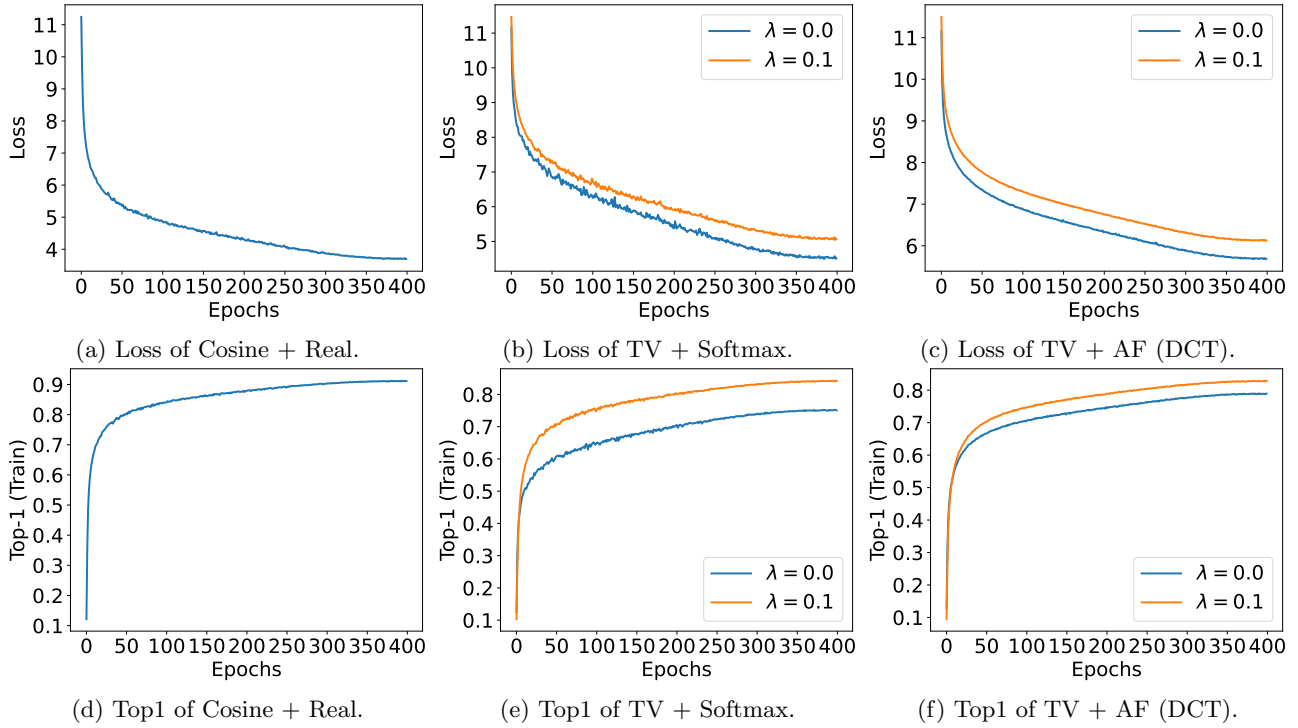 11
10
9
8
7
6
5
4
Loss
0 50 100 150 200 250 300 350 400
Epochs
(a) Loss of Cosine + Real.
11
10
9
8
7
6
5
Loss
λ = 0.0
λ = 0.1
0 50 100 150 200 250 300 350 400
Epochs
(b) Loss of TV + Softmax.
11
10
9
8
7
6
Loss
λ = 0.0
λ = 0.1
0 50 100 150 200 250 300 350 400
Epochs
(c) Loss of TV + AF (DCT).
0.9
0.8
0.7
0.6
0.5
0.4
0.3
0.2
0.1
Top-1 (Train)
0 50 100 150 200 250 300 350 400
Epochs
(d) Top1 of Cosine + Real.
0.8
0.7
0.6
0.5
0.4
0.3
0.2
0.1
Top-1 (Train)
λ = 0.0
λ = 0.1
0 50 100 150 200 250 300 350 400
Epochs
(e) Top1 of TV + Softmax.
0.8
0.7
0.6
0.5
0.4
0.3
0.2
0.1
Top-1 (Train)
λ = 0.0
λ = 0.1
0 50 100 150 200 250 300 350 400
Epochs
(f) Top1 of TV + AF (DCT).